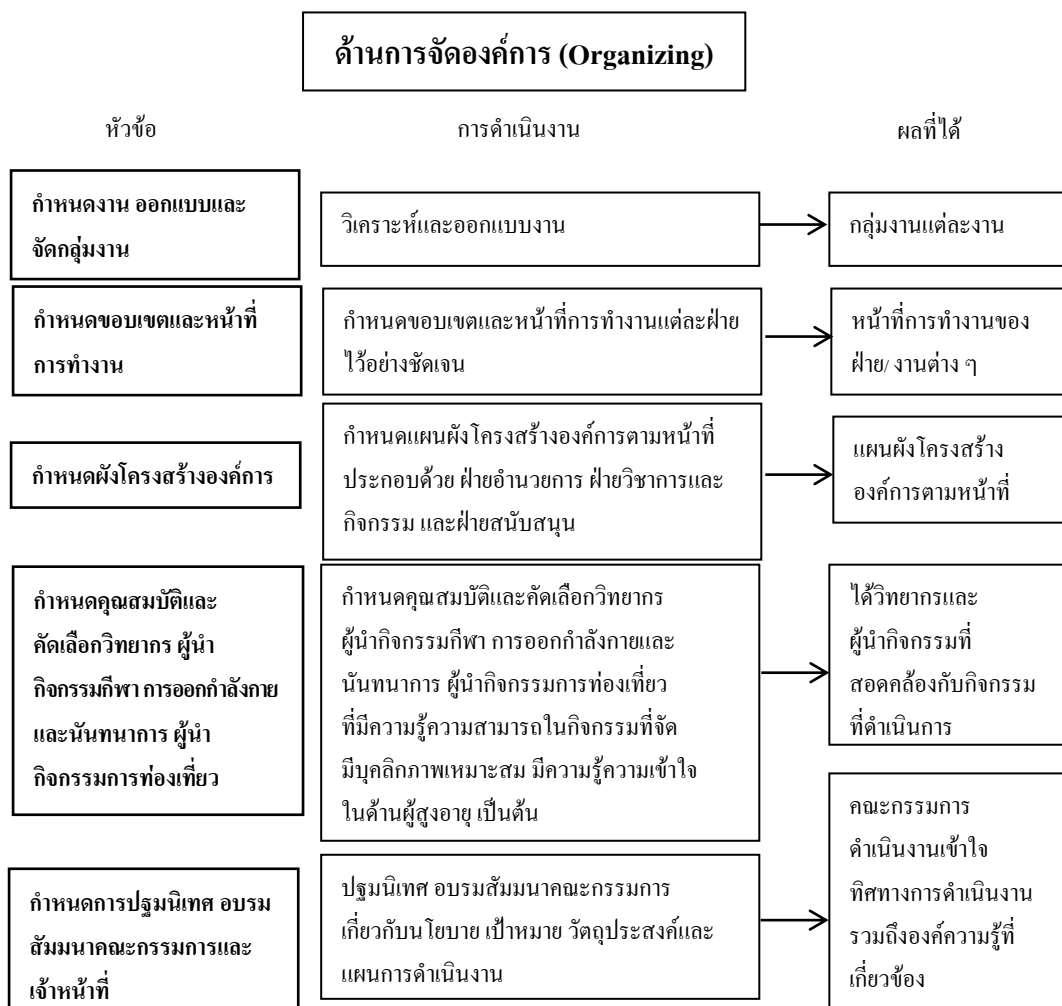 ด้านการจัดองค์การ (Organizing)
หัวข้อ
การดำเนินงาน
ผลที่ได้
กำหนดงาน ออกแบบและ
จัดกลุ่มงาน
วิเคราะห์และออกแบบงาน
กลุ่มงานแต่ละงาน
กำหนดขอบเขตและหน้าที่
การทำงาน
กำหนดขอบเขตและหน้าที่การทำงานแต่ละฝ่าย
ไว้อย่างชัดเจน
หน้าที่การทำงานของ
ฝ่าย/ งานต่าง ๆ
กำหนดผังโครงสร้างองค์การ
กำหนดแผนผังโครงสร้างองค์การตามหน้าที่
ประกอบด้วย ฝ่ายอำนวยการ ฝ่ายวิชาการและ
กิจกรรม และฝ่ายสนับสนุน
แผนผังโครงสร้าง
องค์การตามหน้าที่
กำหนดคุณสมบัติและ
คัดเลือกวิทยากร ผู้นำ
กิจกรรมกีฬา การออกกำลังกาย
และนันทนาการ ผู้นำ
กิจกรรมการท่องเที่ยว
กำหนดคุณสมบัติและคัดเลือกวิทยากร
ผู้นำกิจกรรมกีฬา การออกกำลังกายและ
นันทนาการ ผู้นำกิจกรรมการท่องเที่ยว
ที่มีความรู้ความสามารถในกิจกรรมที่จัด
มีบุคลิกภาพเหมาะสม มีความรู้ความเข้าใจ
ในด้านผู้สูงอายุ เป็นต้น
ได้วิทยากรและ
ผู้นำกิจกรรมที่
สอดคล้องกับกิจกรรม
ที่ดำเนินการ
กำหนดการปฐมนิเทศ อบรม
สัมมนาคณะกรรมการและ
เจ้าหน้าที่
ปฐมนิเทศ อบรมสัมมนาคณะกรรมการ
เกี่ยวกับนโยบาย เป้าหมาย วัตถุประสงค์และ
แผนการดำเนินงาน
คณะกรรมการ
ดำเนินงานเข้าใจ
ทิศทางการดำเนินงาน
รวมถึงองค์ความรู้ที่
เกี่ยวข้อง